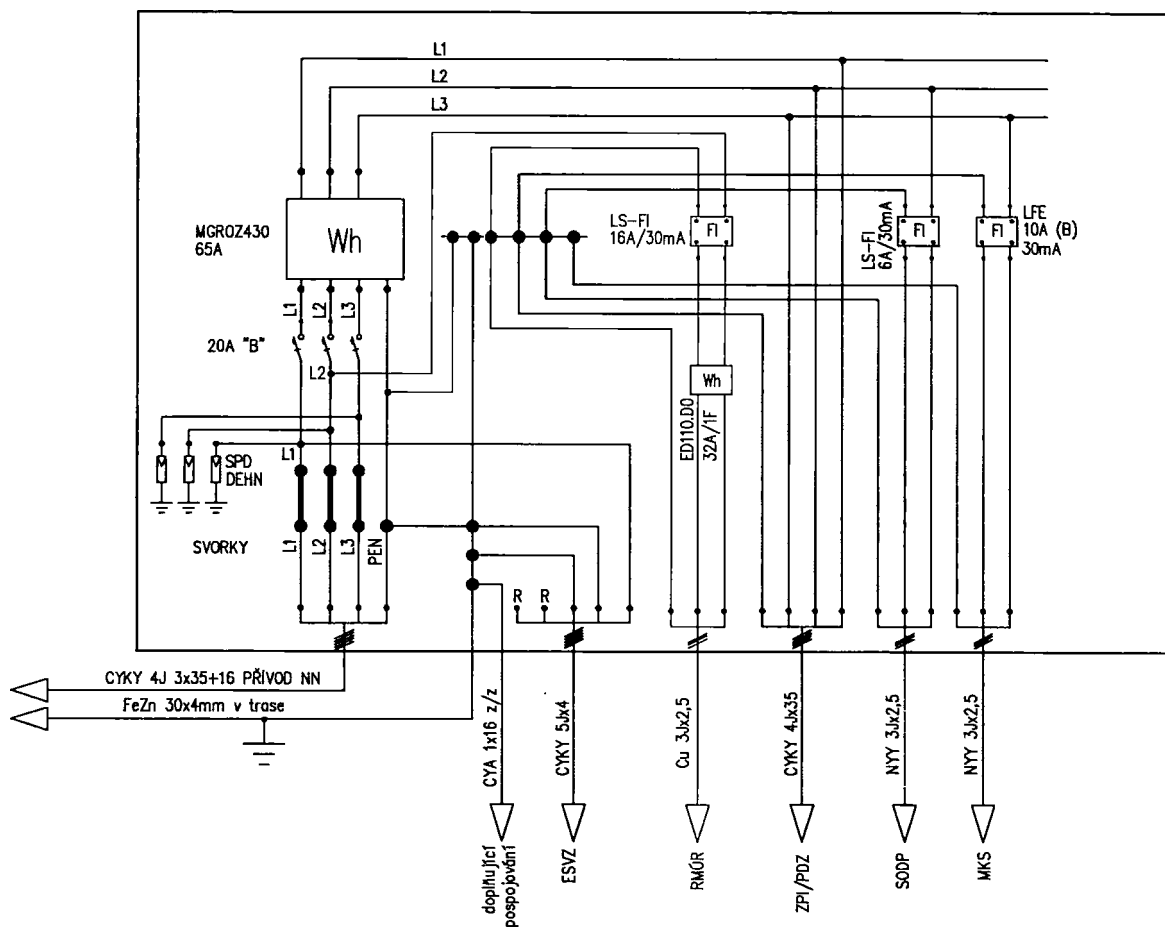 L1
L2
L3
MGROZ430
65A
Wh
LS-FI
16A/30mA
FI
LS-FI
6A/30mA
FI
FI
LFE
10A (B)
30mA
L1
L2
L3
20A "B"
L2
Wh
ED110.D0
32A/1F
L1
SPD
DEHN
SVORKY
L1
L2
L3
PEN
R
R
CYKY 4J 3x35+16 PŘÍVOD NN
FeZn 30x4mm v trase
CYA 1x16 z/z
CYKY 5Jx4
Cu 3Jx2,5
CYKY 4Jx35
NYY 3Jx2,5
NYY 3Jx2,5
doplňující
pospojování
ESVZ
RMÚR
ZPI/PDZ
SODP
MKS